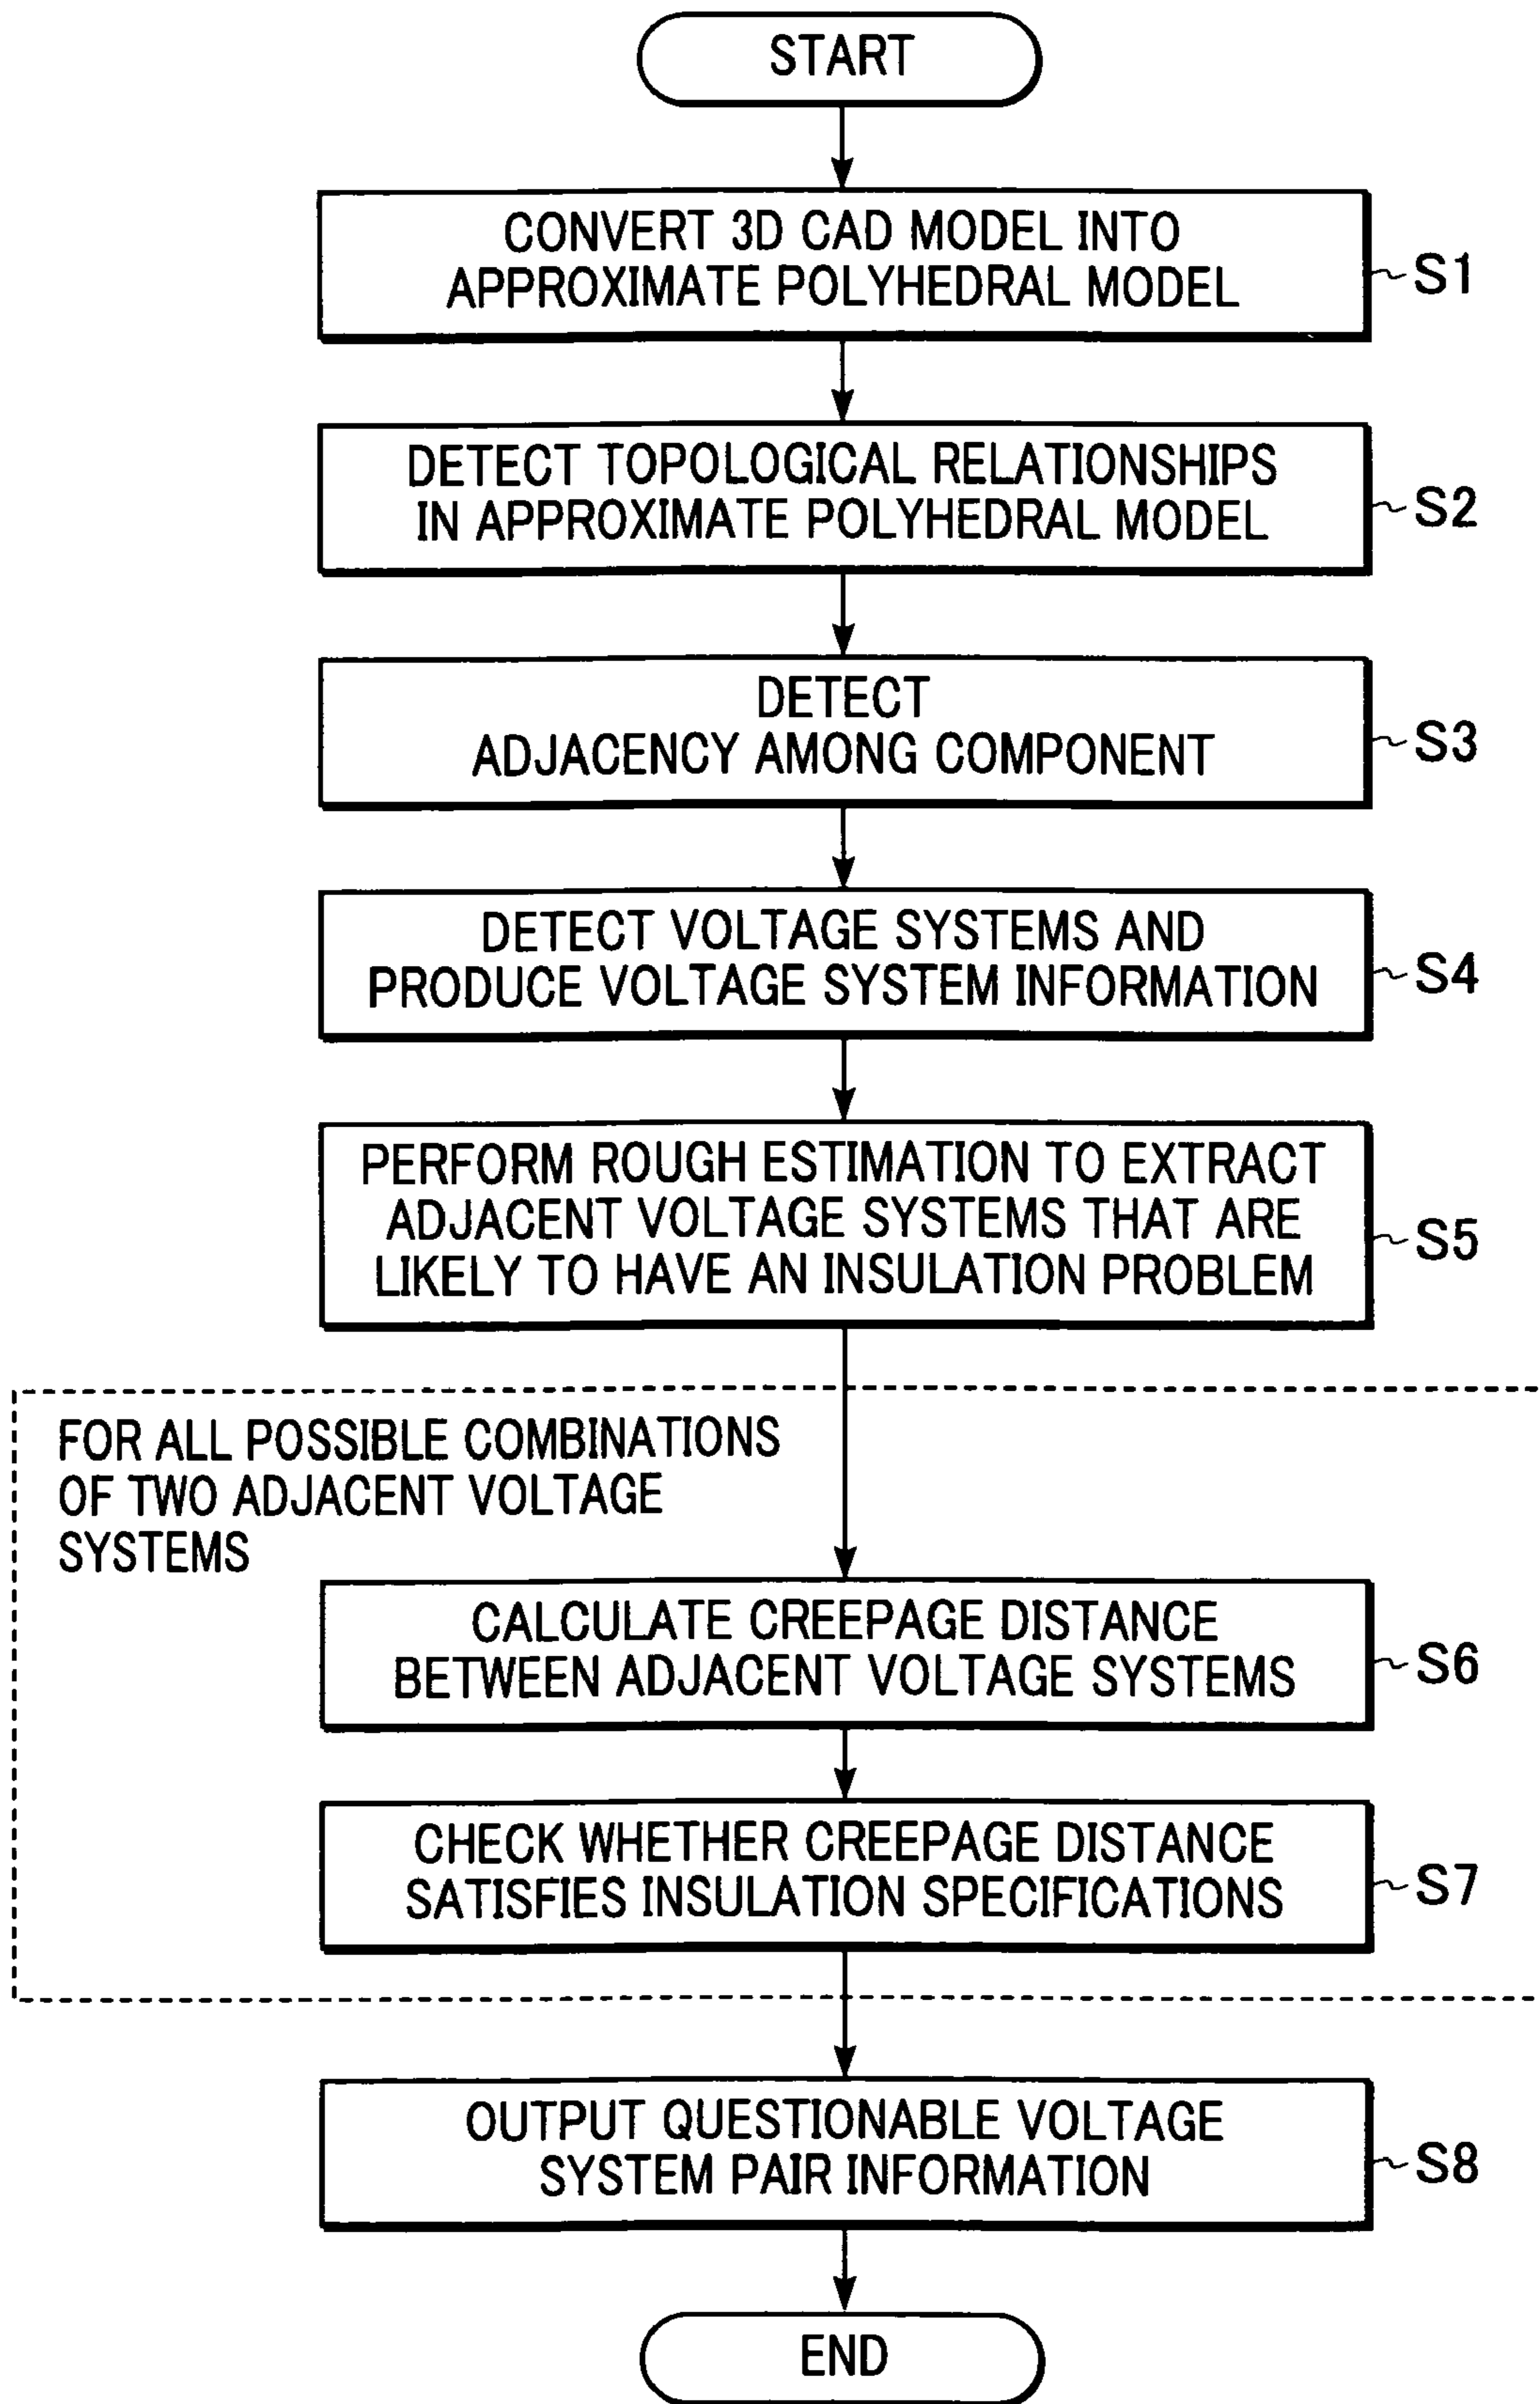 START
CONVERT 3D CAD MODEL INTO
APPROXIMATE POLYHEDRAL MODEL
S1
DETECT TOPOLOGICAL RELATIONSHIPS
IN APPROXIMATE POLYHEDRAL MODEL
S2
DETECT
ADJACENCY AMONG COMPONENT
S3
DETECT VOLTAGE SYSTEMS AND
PRODUCE VOLTAGE SYSTEM INFORMATION
S4
PERFORM ROUGH ESTIMATION TO EXTRACT
ADJACENT VOLTAGE SYSTEMS THAT ARE
LIKELY TO HAVE AN INSULATION PROBLEM
S5
FOR ALL POSSIBLE COMBINATIONS
OF TWO ADJACENT VOLTAGE
SYSTEMS
CALCULATE CREEPAGE DISTANCE
BETWEEN ADJACENT VOLTAGE SYSTEMS
S6
CHECK WHETHER CREEPAGE DISTANCE
SATISFIES INSULATION SPECIFICATIONS
S7
OUTPUT QUESTIONABLE VOLTAGE
SYSTEM PAIR INFORMATION
S8
END